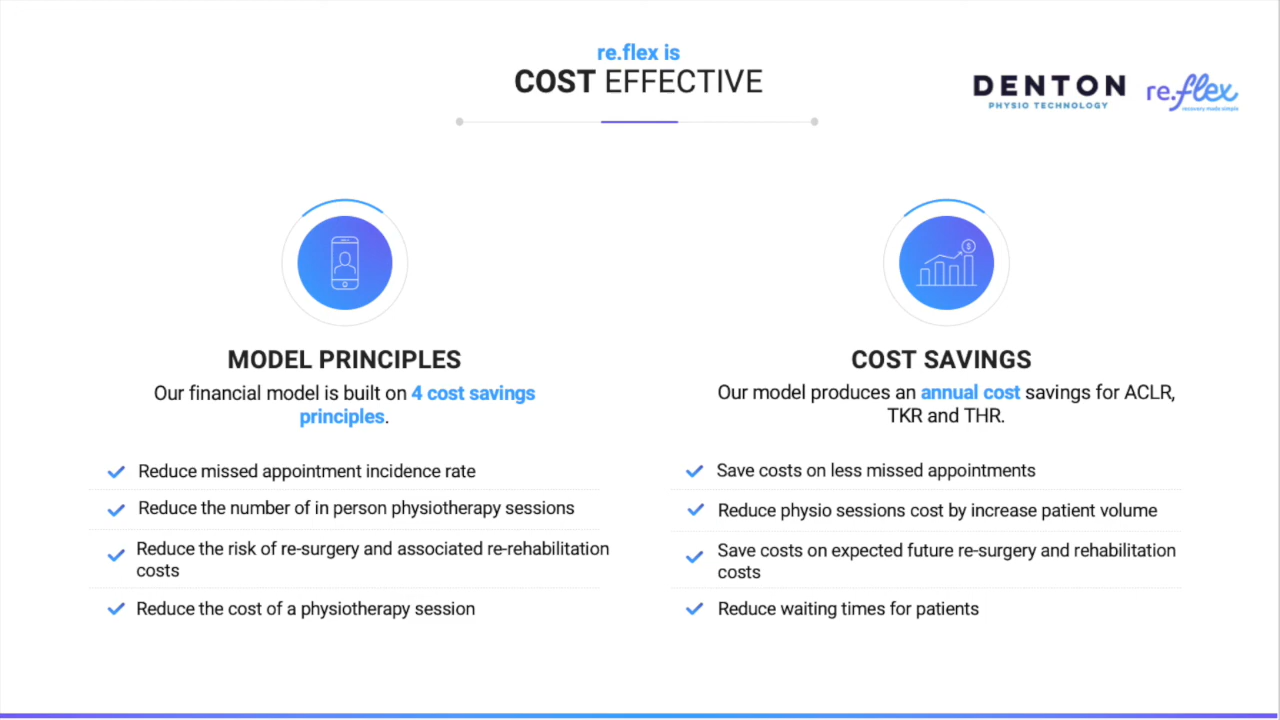 re.flex is
COST EFFECTIVE
DENTON
PHYSIO TECHNOLOGY
re.flex
recovery made simple
MODEL PRINCIPLES
Our financial model is built on 4 cost savings
principles.
Reduce missed appointment incidence rate
Reduce the number of in person physiotherapy sessions
Reduce the risk of re-surgery and associated re-rehabilitation
costs
Reduce the cost of a physiotherapy session
$
COST SAVINGS
Our model produces an annual cost savings for ACLR,
TKR and THR.
Save costs on less missed appointments
Reduce physio sessions cost by increase patient volume
Save costs on expected future re-surgery and rehabilitation
costs
Reduce waiting times for patients